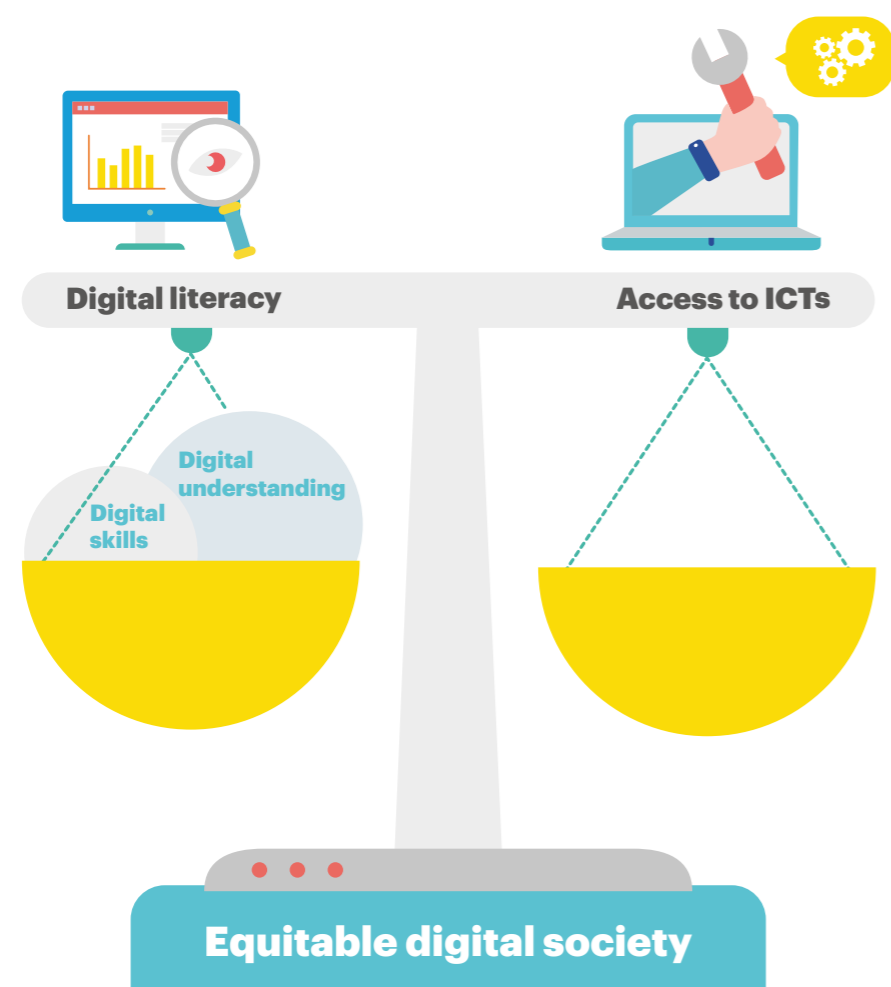 Digital literacy
Access to ICTs
Digital
understanding
Digital
skills
Equitable digital society